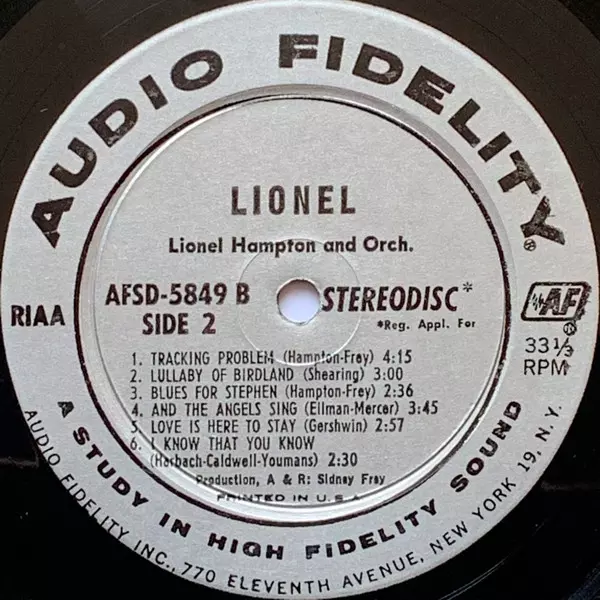 AUDIO FIDELITY®
LIONEL
Lionel Hampton and Orch.
AFSD-5849 B
SIDE 2
STEREODISC*
*Reg. Appl. For
RIAA
AF
33 1/3
RPM
1. TRACKING PROBLEM (Hampton-Frey) 4:15
2. LULLABY OF BIRDLAND (Shearing) 3:00
3. BLUES FOR STEPHEN (Hampton-Frey) 2:36
4. AND THE ANGELS SING (Ellman-Mercer) 3:45
5. LOVE IS HERE TO STAY (Gershwin) 2:57
6. I KNOW THAT YOU KNOW
(Harbach-Caldwell-Youmans) 2:30
Production, A & R: Sidney Frey
PRINTED IN U.S.A.
A STUDY IN HIGH FIDELITY SOUND
AUDIO FIDELITY INC., 770 ELEVENTH AVENUE, NEW YORK 19, N.Y.